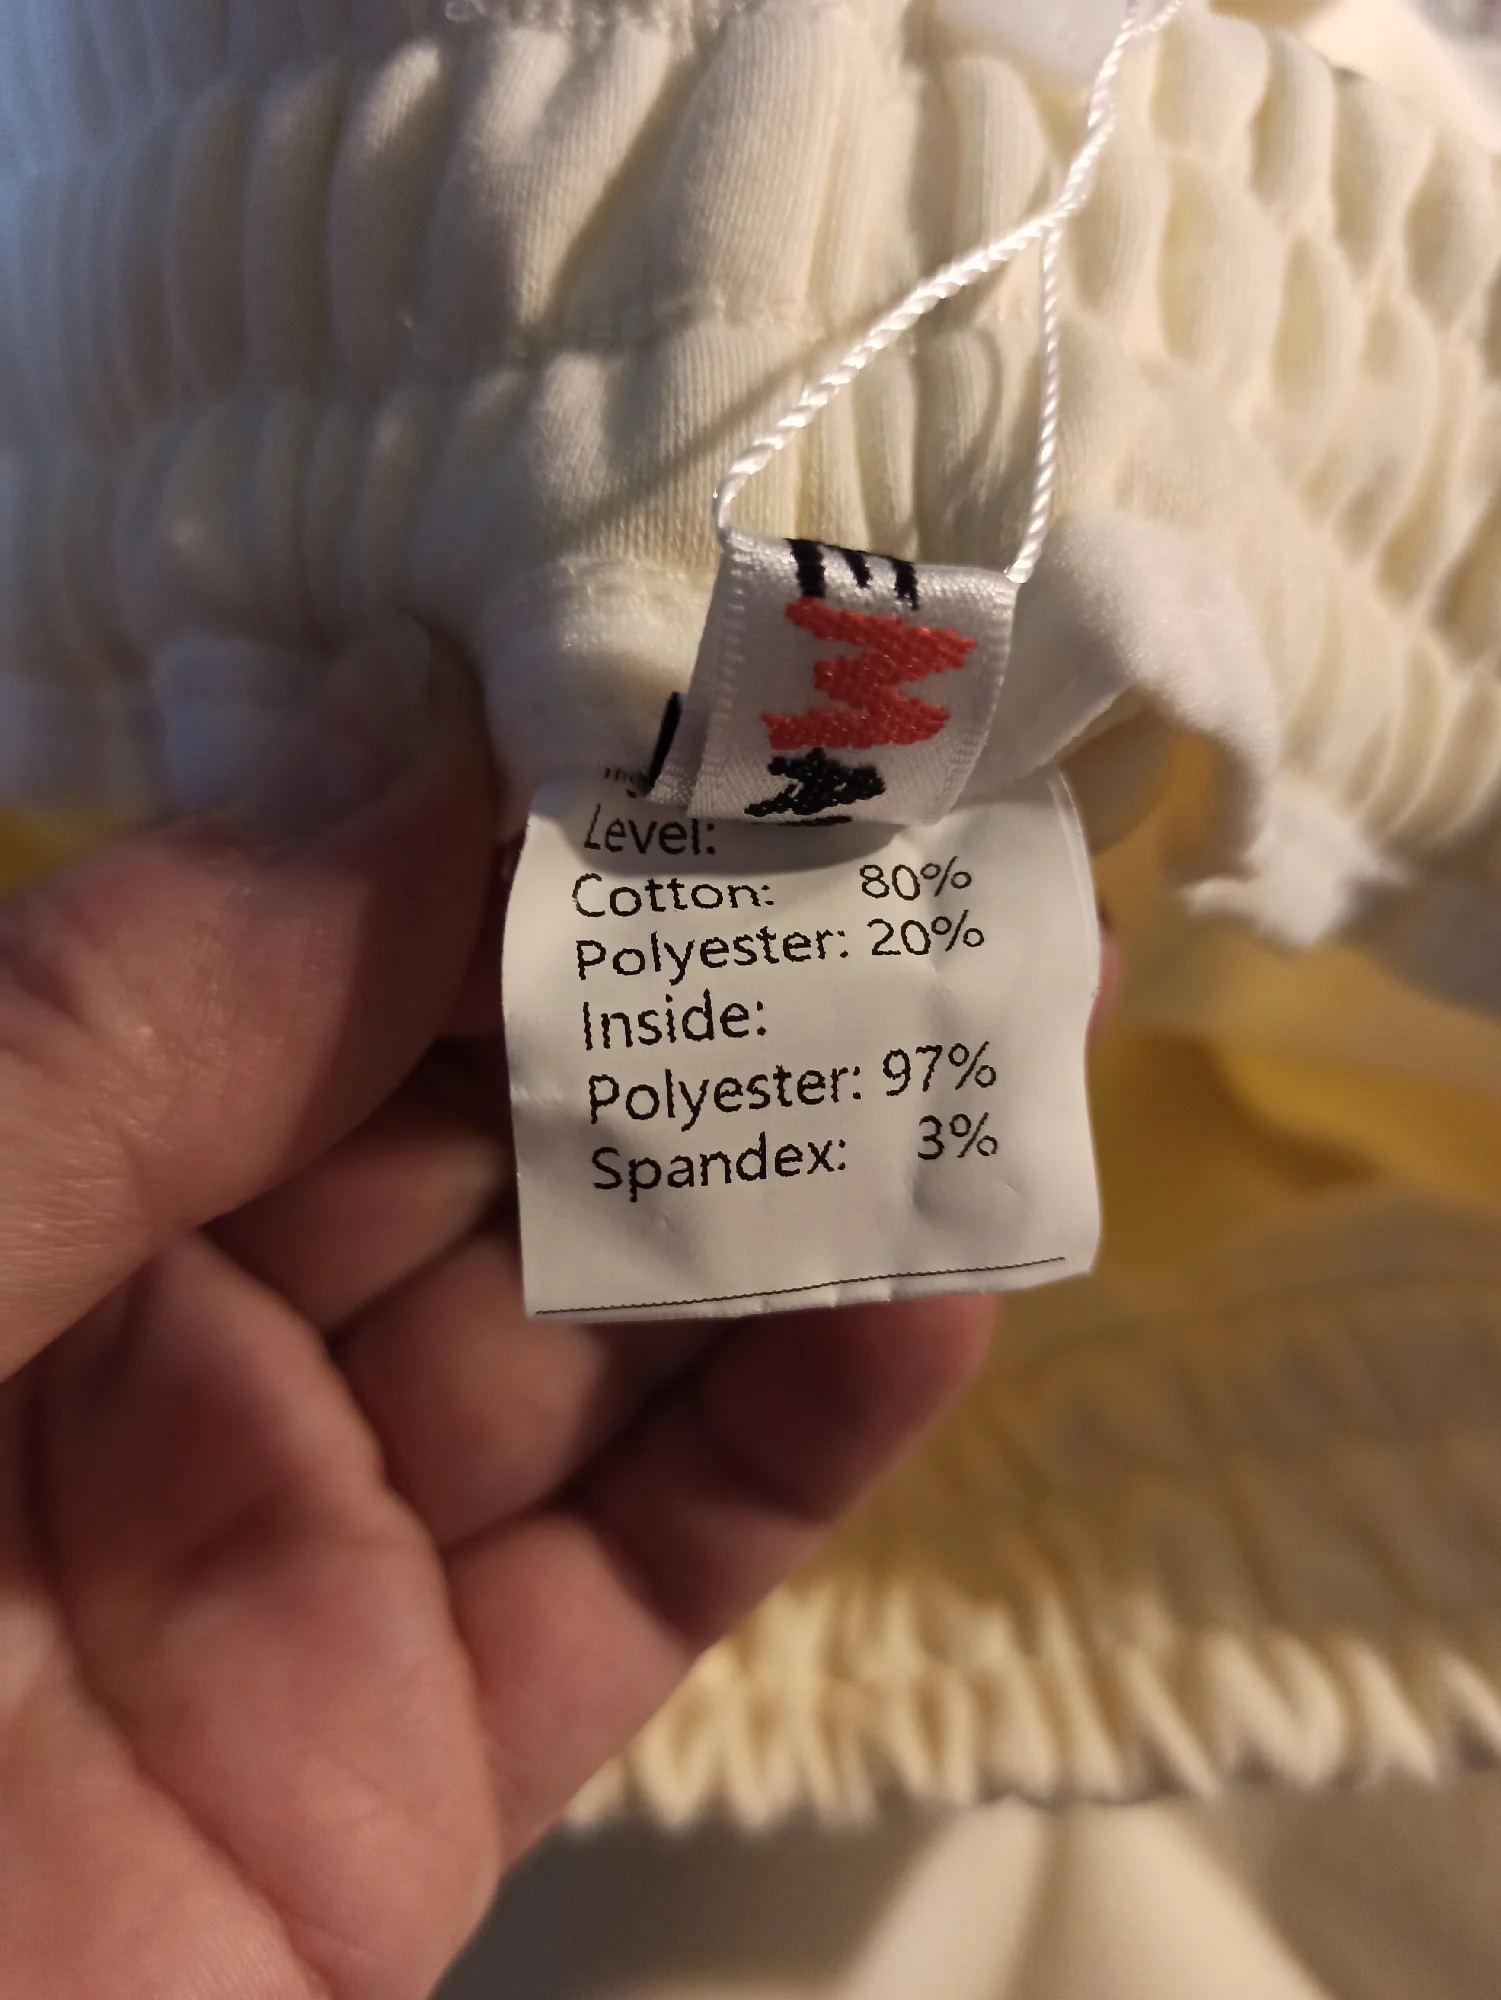 Level:
Cotton: 80%
Polyester: 20%
Inside:
Polyester: 97%
Spandex: 3%